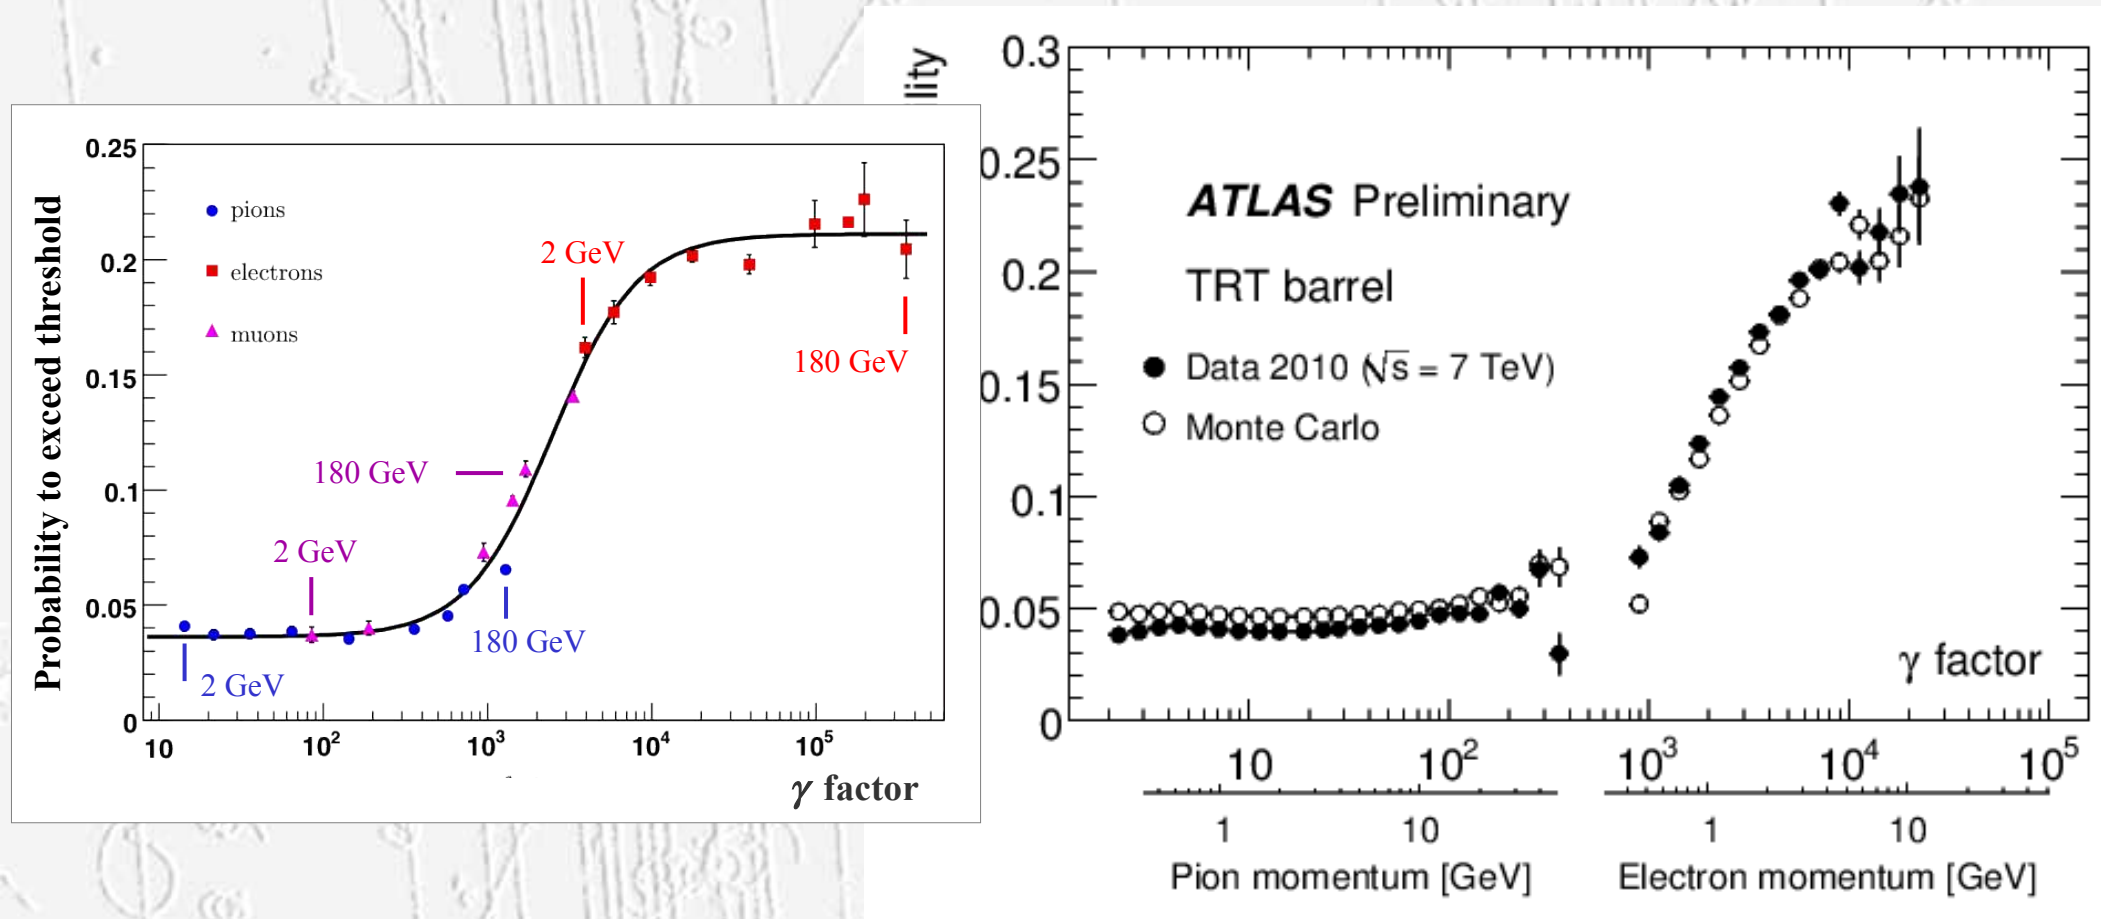 0.25
0.2
0.15
0.1
0.05
0
Probability to exceed threshold
pions
electrons
muons
2 GeV
180 GeV
180 GeV
2 GeV
180 GeV
2 GeV
10
10²
10³
10⁴
10⁵
γ factor
lity
0.3
0.25
0.2
0.15
0.1
0.05
0
ATLAS Preliminary
TRT barrel
Data 2010 (√s = 7 TeV)
Monte Carlo
γ factor
10
10²
10³
10⁴
10⁵
1
10
1
10
Pion momentum [GeV]
Electron momentum [GeV]